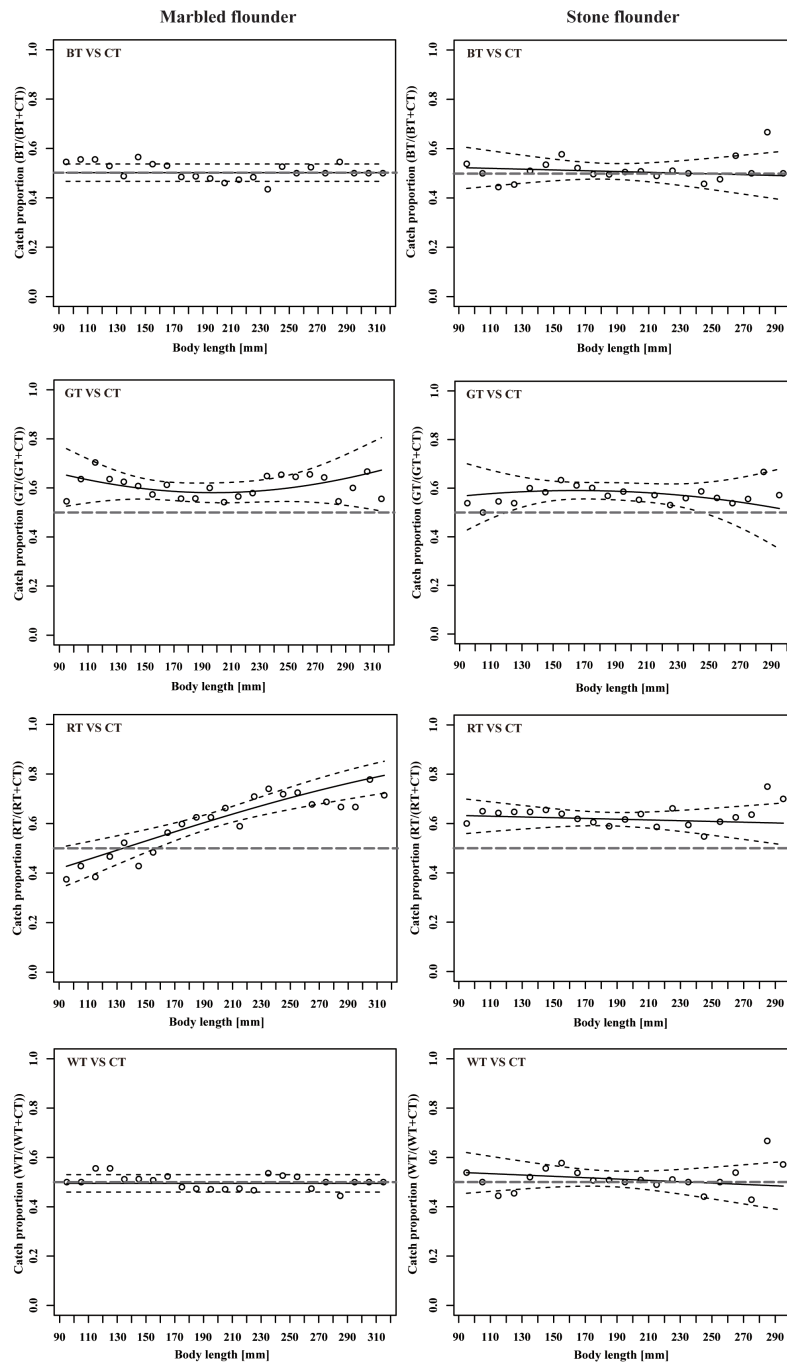 Marbled flounder
Stone flounder
BT VS CT
Catch proportion (BT/(BT+CT))
0.0 0.2 0.4 0.6 0.8 1.0
90 110 130 150 170 190 210 230 250 270 290 310
Body length [mm]
BT VS CT
Catch proportion (BT/(BT+CT))
0.0 0.2 0.4 0.6 0.8 1.0
90 110 130 150 170 190 210 230 250 270 290
Body length [mm]
GT VS CT
Catch proportion (GT/(GT+CT))
0.0 0.2 0.4 0.6 0.8 1.0
90 110 130 150 170 190 210 230 250 270 290 310
Body length [mm]
GT VS CT
Catch proportion (GT/(GT+CT))
0.0 0.2 0.4 0.6 0.8 1.0
90 110 130 150 170 190 210 230 250 270 290
Body length [mm]
RT VS CT
Catch proportion (RT/(RT+CT))
0.0 0.2 0.4 0.6 0.8 1.0
90 110 130 150 170 190 210 230 250 270 290 310
Body length [mm]
RT VS CT
Catch proportion (RT/(RT+CT))
0.0 0.2 0.4 0.6 0.8 1.0
90 110 130 150 170 190 210 230 250 270 290
Body length [mm]
WT VS CT
Catch proportion (WT/(WT+CT))
0.0 0.2 0.4 0.6 0.8 1.0
90 110 130 150 170 190 210 230 250 270 290 310
Body length [mm]
WT VS CT
Catch proportion (WT/(WT+CT))
0.0 0.2 0.4 0.6 0.8 1.0
90 110 130 150 170 190 210 230 250 270 290
Body length [mm]